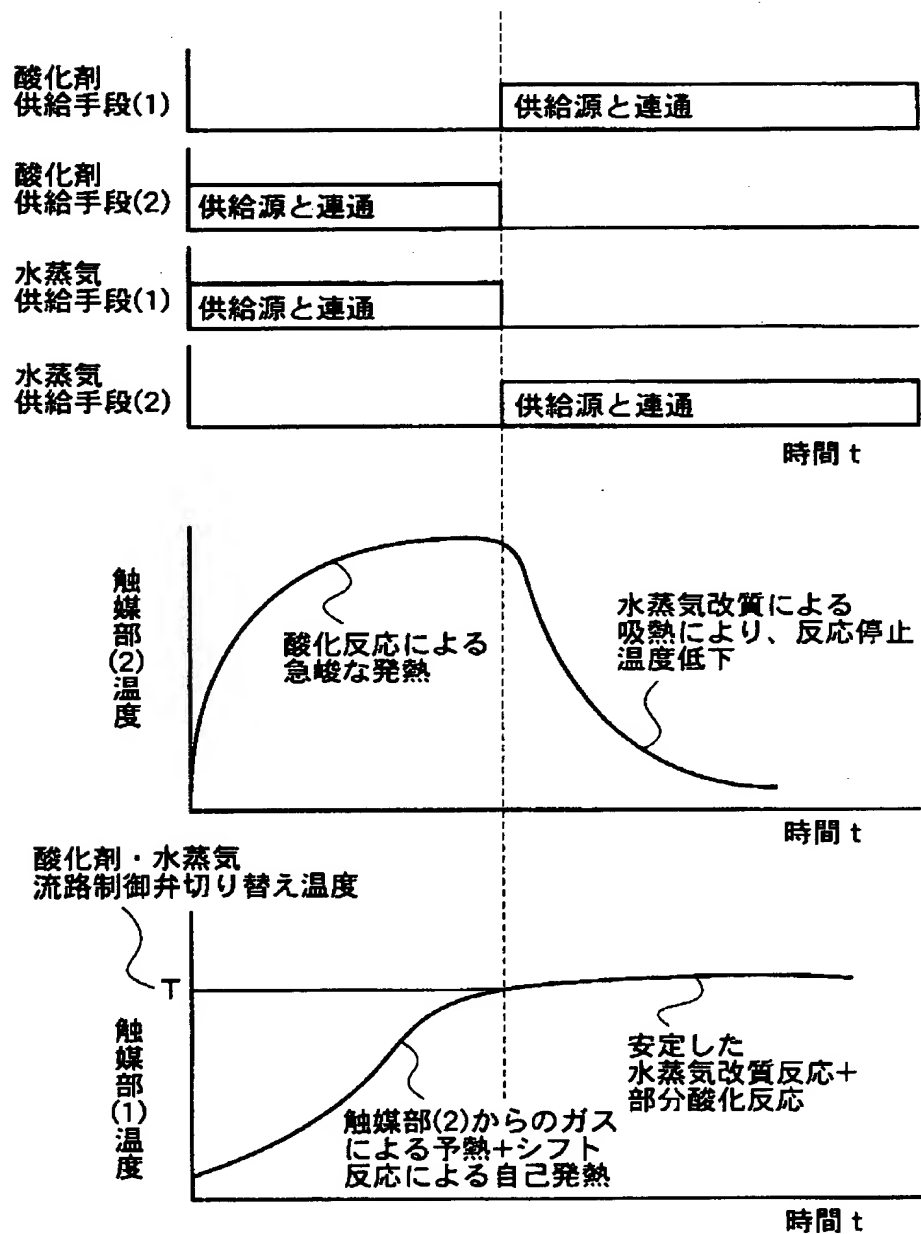 酸化剤
供給手段(1)
供給源と連通
酸化剤
供給手段(2)
供給源と連通
水蒸気
供給手段(1)
供給源と連通
水蒸気
供給手段(2)
供給源と連通
時間 t
触媒部(2)温度
酸化反応による
急峻な発熱
水蒸気改質による
吸熱により、反応停止
温度低下
時間 t
酸化剤・水蒸気
流路制御弁切り替え温度
T
触媒部(1)温度
触媒部(2)からのガス
による予熱+シフト
反応による自己発熱
安定した
水蒸気改質反応+
部分酸化反応
時間 t